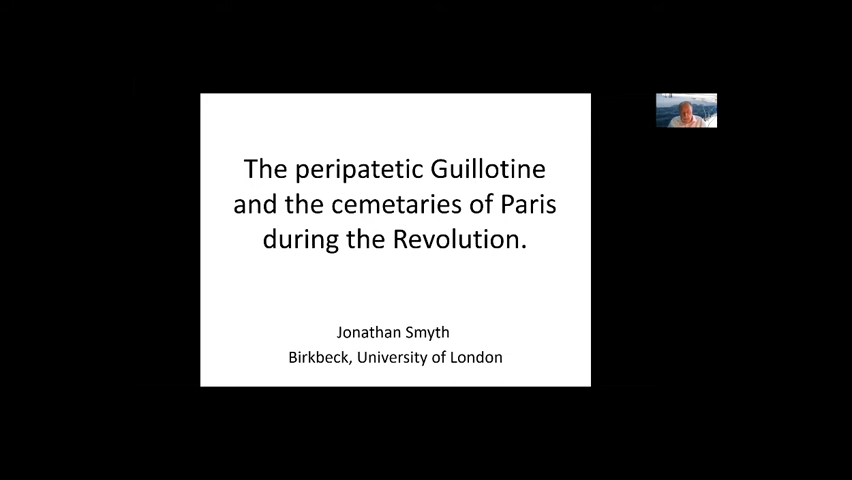 The peripatetic Guillotine
and the cemetaries of Paris
during the Revolution.
Jonathan Smyth
Birkbeck, University of London